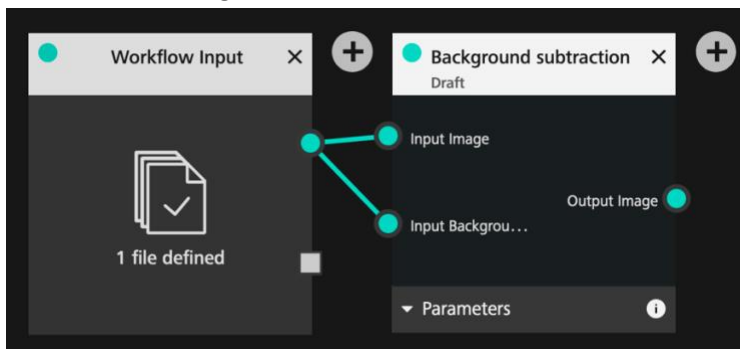 Workflow Input
1 file defined
Background subtraction
Draft
Input Image
Output Image
Input Backgrou...
Parameters